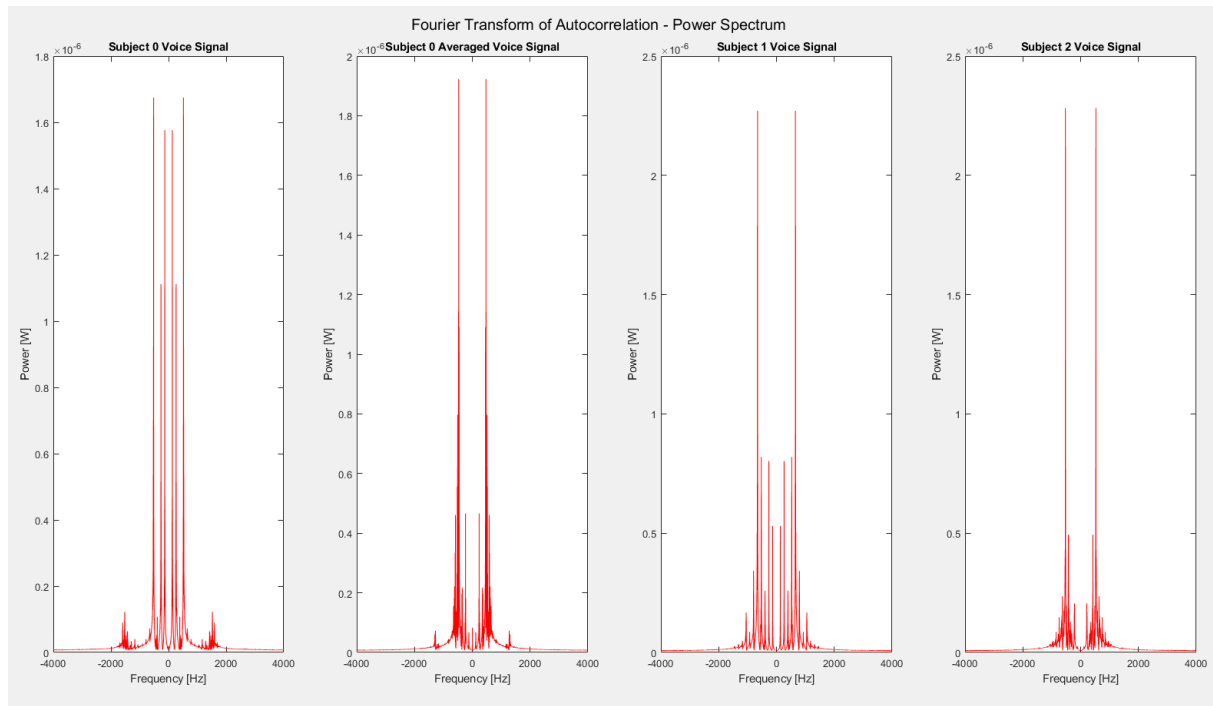 Fourier Transform of Autocorrelation - Power Spectrum
×10⁻⁶
Subject 0 Voice Signal
1.8
1.6
1.4
1.2
1
0.8
0.6
0.4
0.2
0
-4000 -2000 0 2000 4000
Power [W]
Frequency [Hz]
×10⁻⁶
Subject 0 Averaged Voice Signal
2
1.8
1.6
1.4
1.2
1
0.8
0.6
0.4
0.2
0
-4000 -2000 0 2000 4000
Power [W]
Frequency [Hz]
×10⁻⁶
Subject 1 Voice Signal
2.5
2
1.5
1
0.5
0
-4000 -2000 0 2000 4000
Power [W]
Frequency [Hz]
×10⁻⁶
Subject 2 Voice Signal
2.5
2
1.5
1
0.5
0
-4000 -2000 0 2000 4000
Power [W]
Frequency [Hz]